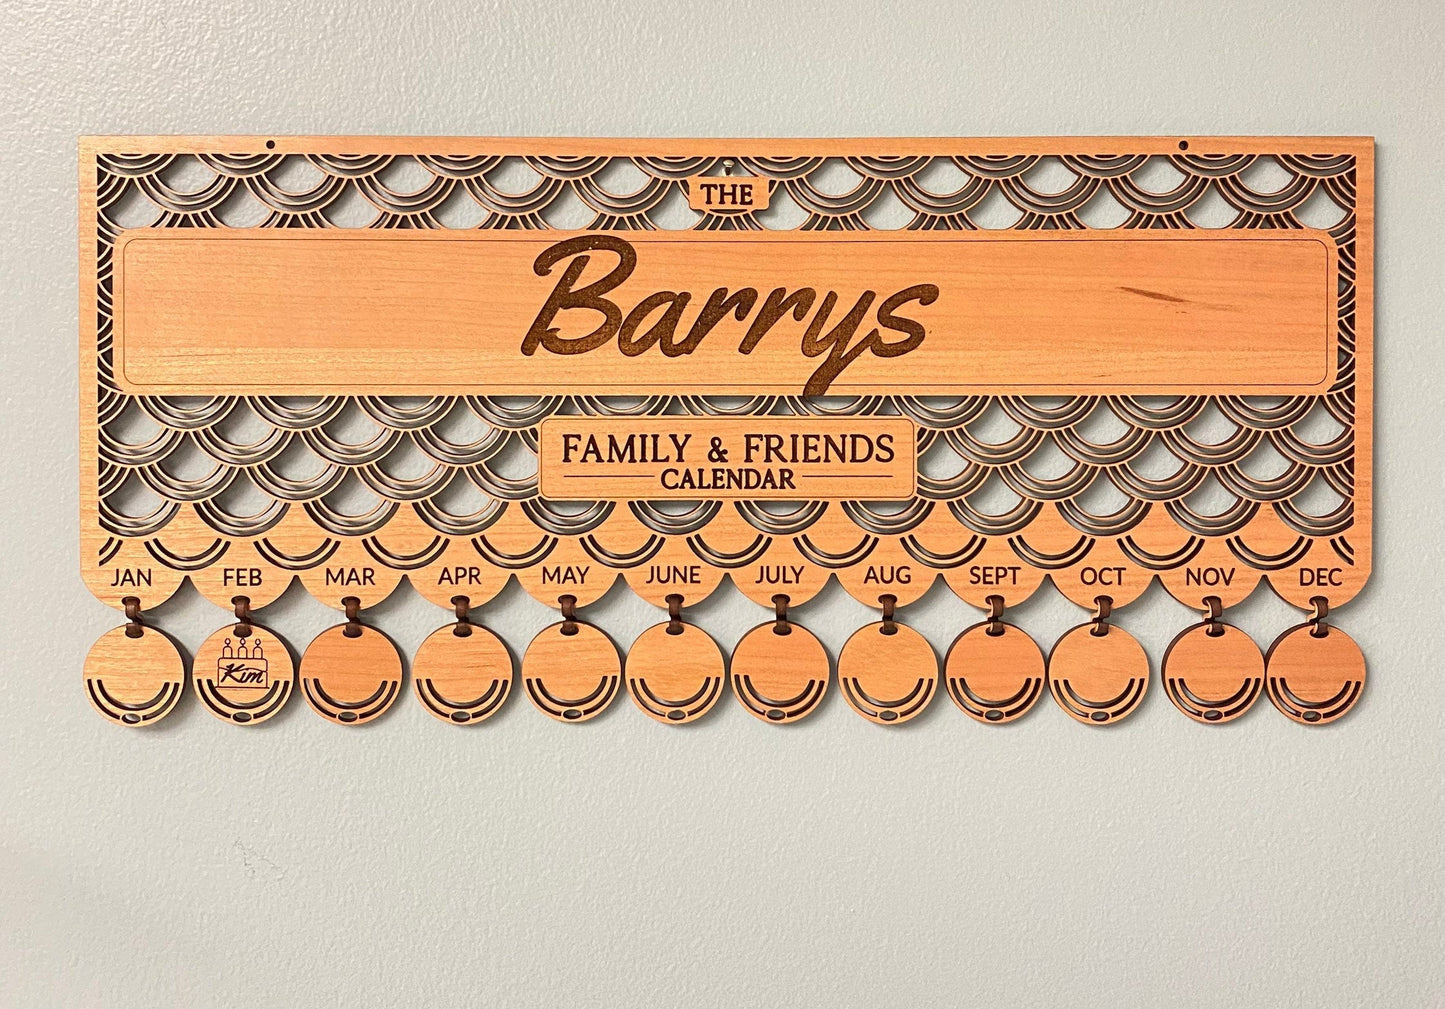 THE
Barrys
FAMILY & FRIENDS
CALENDAR
JAN FEB MAR APR MAY JUNE JULY AUG SEPT OCT NOV DEC
Kim